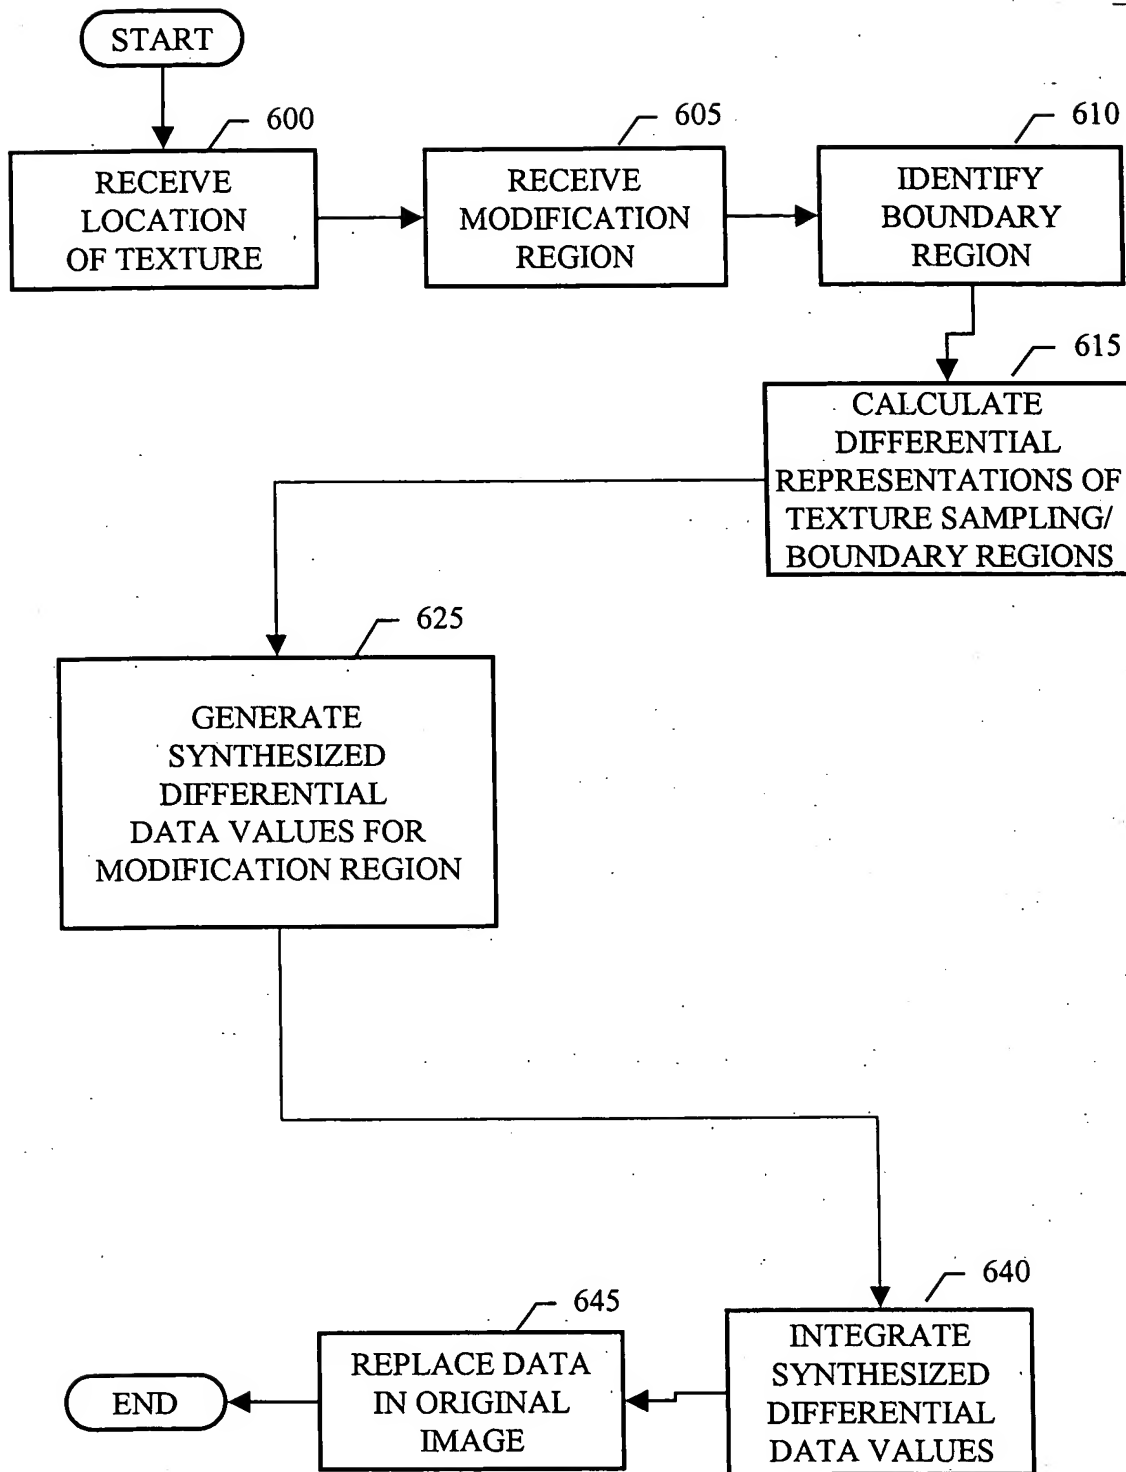 START
600
RECEIVE
LOCATION
OF TEXTURE
605
RECEIVE
MODIFICATION
REGION
610
IDENTIFY
BOUNDARY
REGION
615
CALCULATE
DIFFERENTIAL
REPRESENTATIONS OF
TEXTURE SAMPLING/
BOUNDARY REGIONS
625
GENERATE
SYNTHESIZED
DIFFERENTIAL
DATA VALUES FOR
MODIFICATION REGION
640
INTEGRATE
SYNTHESIZED
DIFFERENTIAL
DATA VALUES
645
REPLACE DATA
IN ORIGINAL
IMAGE
END